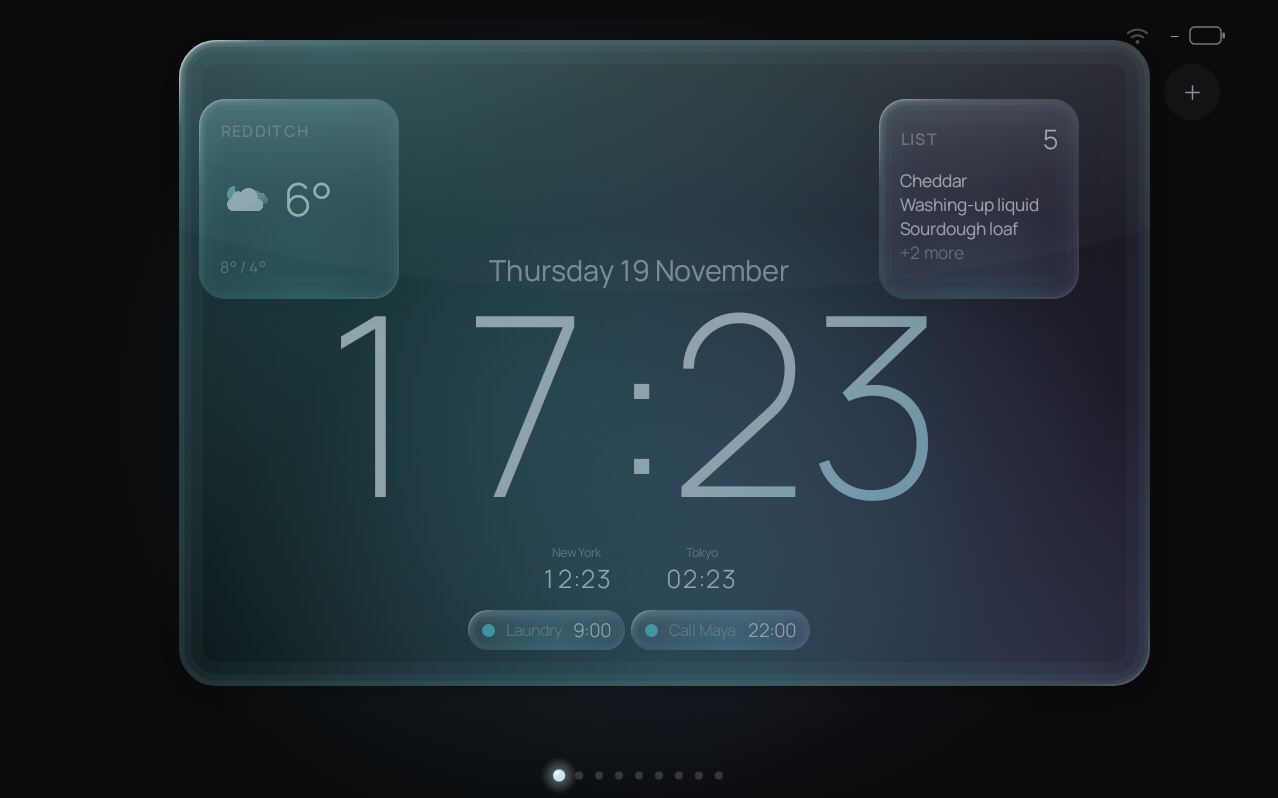 –
+
REDDITCH
6°
8° / 4°
LIST 5
Cheddar
Washing-up liquid
Sourdough loaf
+2 more
Thursday 19 November
17:23
New York
12:23
Tokyo
02:23
Laundry 9:00
Call Maya 22:00